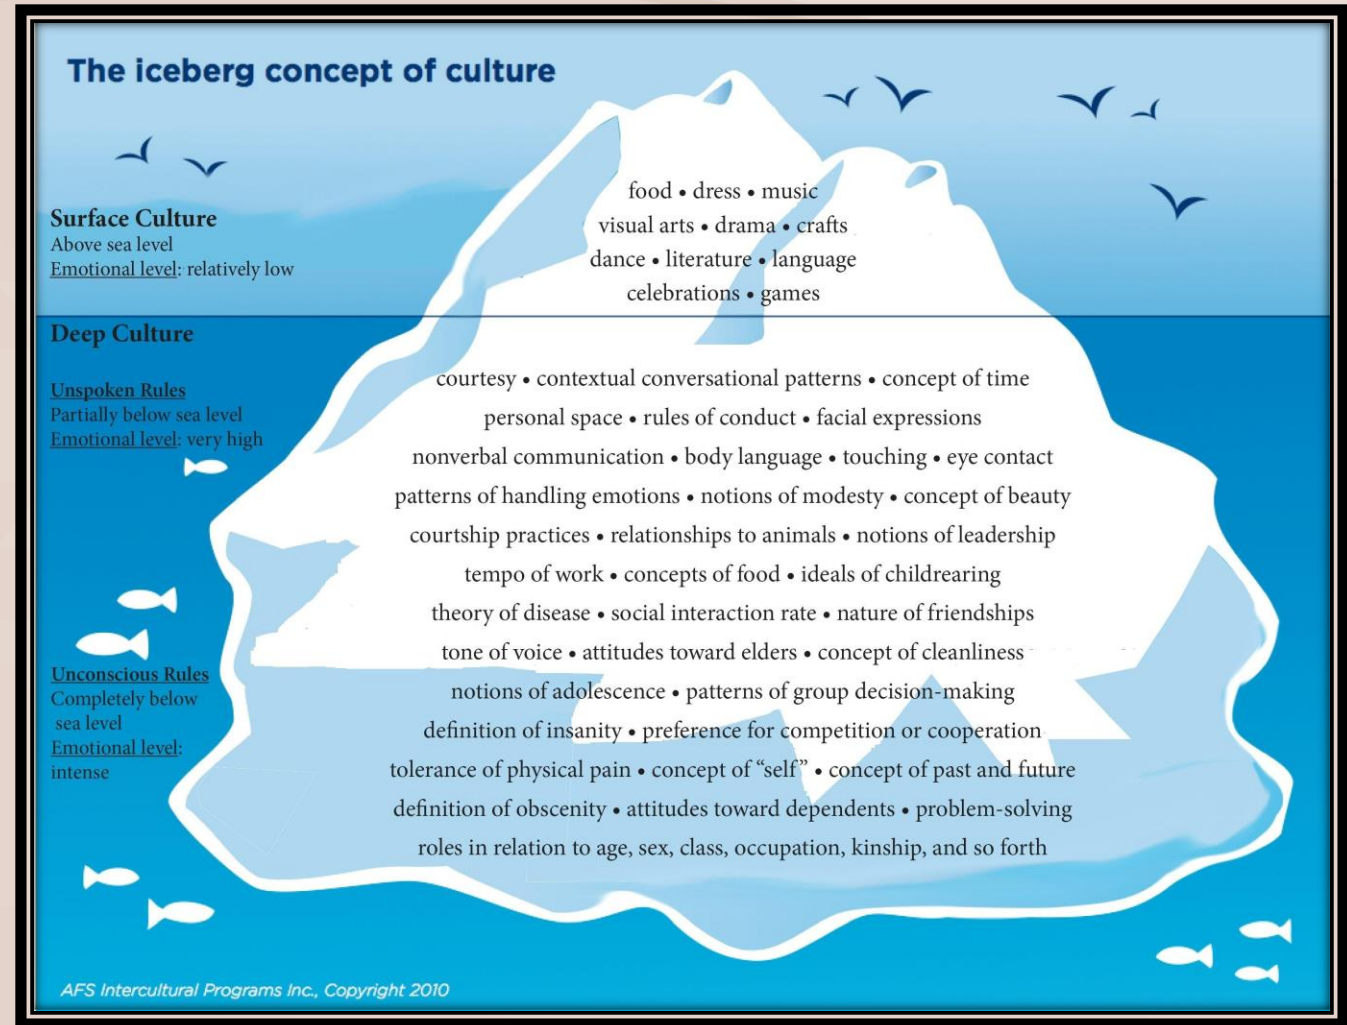 The iceberg concept of culture
food • dress • music
visual arts • drama • crafts
dance • literature • language
celebrations • games
Surface Culture
Above sea level
Emotional level: relatively low
Deep Culture
Unspoken Rules
Partially below sea level
Emotional level: very high
Unconscious Rules
Completely below
sea level
Emotional level:
intense
courtesy • contextual conversational patterns • concept of time
personal space • rules of conduct • facial expressions
nonverbal communication • body language • touching • eye contact
patterns of handling emotions • notions of modesty • concept of beauty
courtship practices • relationships to animals • notions of leadership
tempo of work • concepts of food • ideals of childrearing
theory of disease • social interaction rate • nature of friendships
tone of voice • attitudes toward elders • concept of cleanliness
notions of adolescence • patterns of group decision-making
definition of insanity • preference for competition or cooperation
tolerance of physical pain • concept of “self” • concept of past and future
definition of obscenity • attitudes toward dependents • problem-solving
roles in relation to age, sex, class, occupation, kinship, and so forth
AFS Intercultural Programs Inc., Copyright 2010